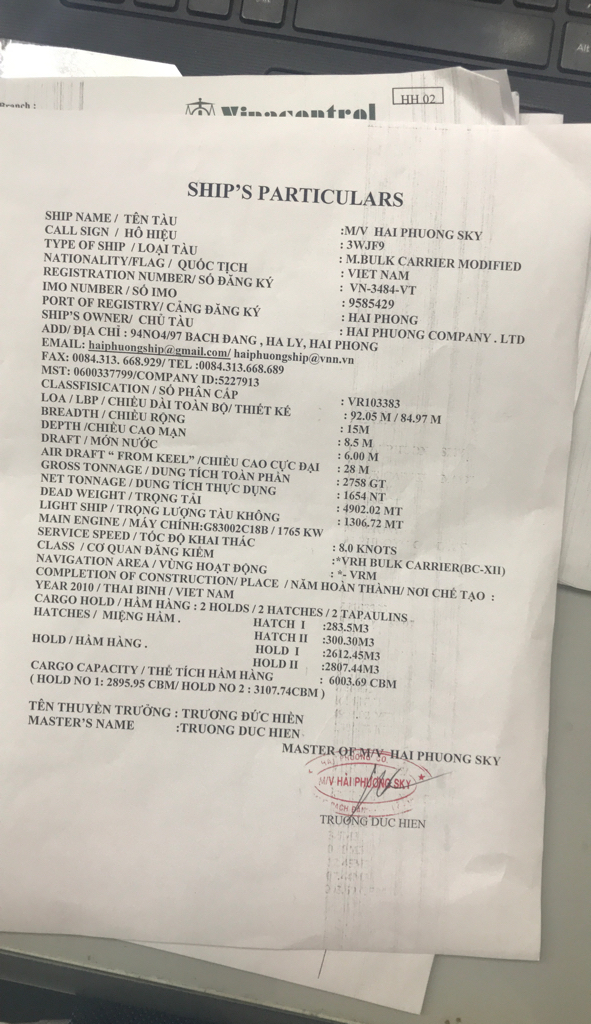 Branch :
Vinacontrol
HH 02
SHIP'S PARTICULARS
SHIP NAME / TÊN TÀU :M/V HAI PHUONG SKY
CALL SIGN / HÔ HIỆU : 3WJF9
TYPE OF SHIP / LOẠI TÀU : M.BULK CARRIER MODIFIED
NATIONALITY/FLAG / QUỐC TỊCH : VIET NAM
REGISTRATION NUMBER/ SỐ ĐĂNG KÝ : VN-3484-VT
IMO NUMBER / SỐ IMO : 9585429
PORT OF REGISTRY/ CẢNG ĐĂNG KÝ : HAI PHONG
SHIP'S OWNER/ CHỦ TÀU : HAI PHUONG COMPANY . LTD
ADD/ ĐỊA CHỈ : 94NO4/97 BACH ĐANG , HA LY, HAI PHONG
EMAIL: haiphuongship@gmail.com/ haiphuongship@vnn.vn
FAX: 0084.313. 668.929/ TEL :0084.313.668.689
MST: 0600337799/COMPANY ID:5227913
CLASSFISICATION / SỐ PHÂN CẤP : VR103383
LOA / LBP / CHIỀU DÀI TOÀN BỘ/ THIẾT KẾ : 92.05 M / 84.97 M
BREADTH / CHIỀU RỘNG : 15M
DEPTH /CHIỀU CAO MẠN : 8.5 M
DRAFT / MỚN NƯỚC : 6.00 M
AIR DRAFT " FROM KEEL" /CHIỀU CAO CỰC ĐẠI : 28 M
GROSS TONNAGE / DUNG TÍCH TOÀN PHẦN : 2758 GT
NET TONNAGE / DUNG TÍCH THỰC DỤNG : 1654 NT
DEAD WEIGHT / TRỌNG TẢI : 4902.02 MT
LIGHT SHIP / TRỌNG LƯỢNG TÀU KHÔNG : 1306.72 MT
MAIN ENGINE / MÁY CHÍNH:G83002C18B / 1765 KW
SERVICE SPEED / TỐC ĐỘ KHAI THÁC : 8.0 KNOTS
CLASS / CƠ QUAN ĐĂNG KIỂM :*VRH BULK CARRIER(BC-XII)
NAVIGATION AREA / VÙNG HOẠT ĐỘNG : *- VRM
COMPLETION OF CONSTRUCTION/ PLACE / NĂM HOÀN THÀNH/ NƠI CHẾ TẠO :
YEAR 2010 / THAI BINH / VIET NAM
CARGO HOLD / HÀM HÀNG : 2 HOLDS / 2 HATCHES / 2 TAPAULINS
HATCHES / MIỆNG HẦM . HATCH I :283.5M3
HATCH II :300.30M3
HOLD / HẦM HÀNG . HOLD I :2612.45M3
HOLD II :2807.44M3
CARGO CAPACITY / THỂ TÍCH HẦM HÀNG : 6003.69 CBM
( HOLD NO 1: 2895.95 CBM/ HOLD NO 2 : 3107.74CBM )
TÊN THUYỀN TRƯỞNG : TRƯƠNG ĐỨC HIỀN
MASTER'S NAME :TRUONG DUC HIEN
MASTER OF M/V HAI PHUONG SKY
M/V HẢI PHƯƠNG SKY
TRUONG DUC HIEN